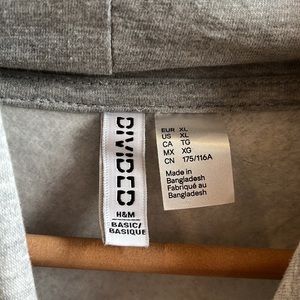 DIVIDED
H&M
BASIC/
BASIQUE
EUR XL
US XL
CA TG
MX XG
CN 175/116A
Made in
Bangladesh
Fabriqué au
Bangladesh